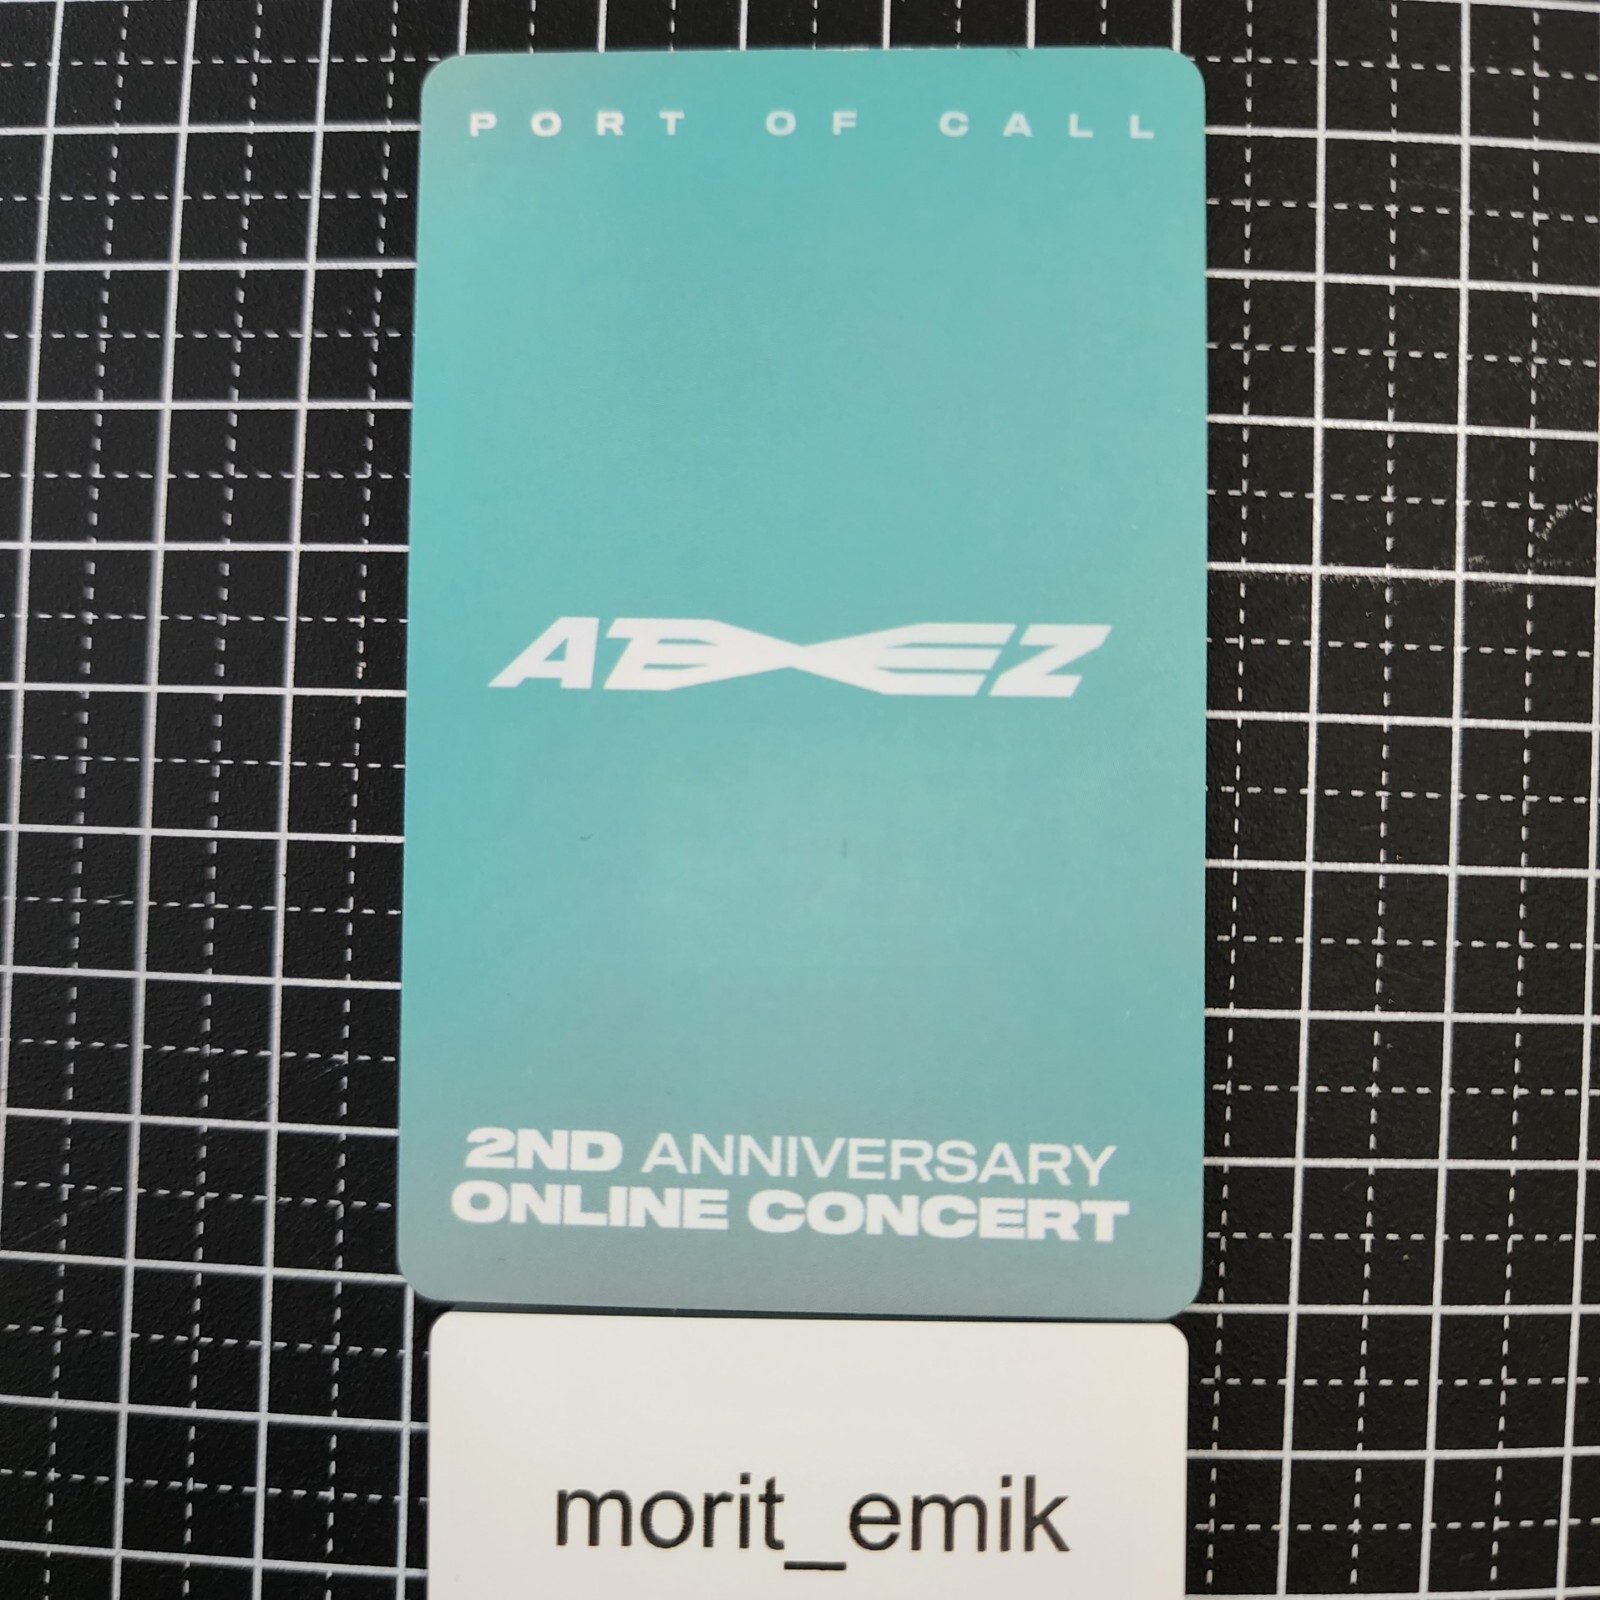 PORT OF CALL
ATEEZ
2ND ANNIVERSARY
ONLINE CONCERT
morit_emik